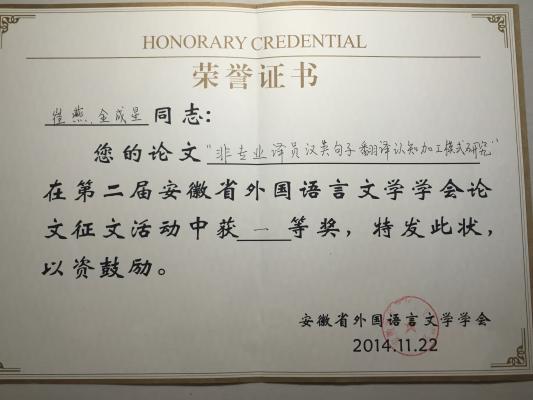 HONORARY CREDENTIAL
荣誉证书
崔燕、金成星同志：
您的论文“非专业译员汉英句子翻译认知加工模式研究”
在第二届安徽省外国语言文学学会论
文征文活动中获一等奖，特发此状，
以资鼓励。
安徽省外国语言文学学会
2014.11.22